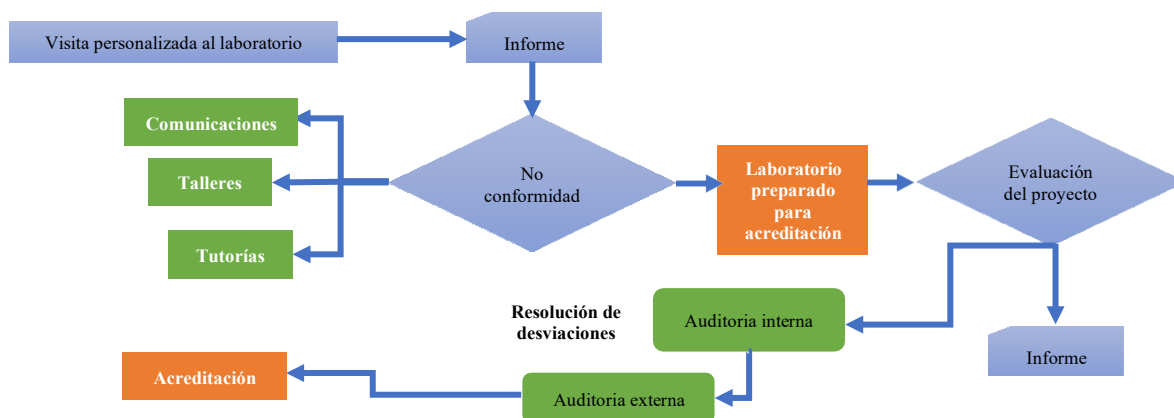 Visita personalizada al laboratorio
Informe
Comunicaciones
Talleres
Tutorías
No
conformidad
Laboratorio
preparado
para
acreditación
Evaluación
del proyecto
Resolución de
desviaciones
Auditoria interna
Informe
Acreditación
Auditoria externa